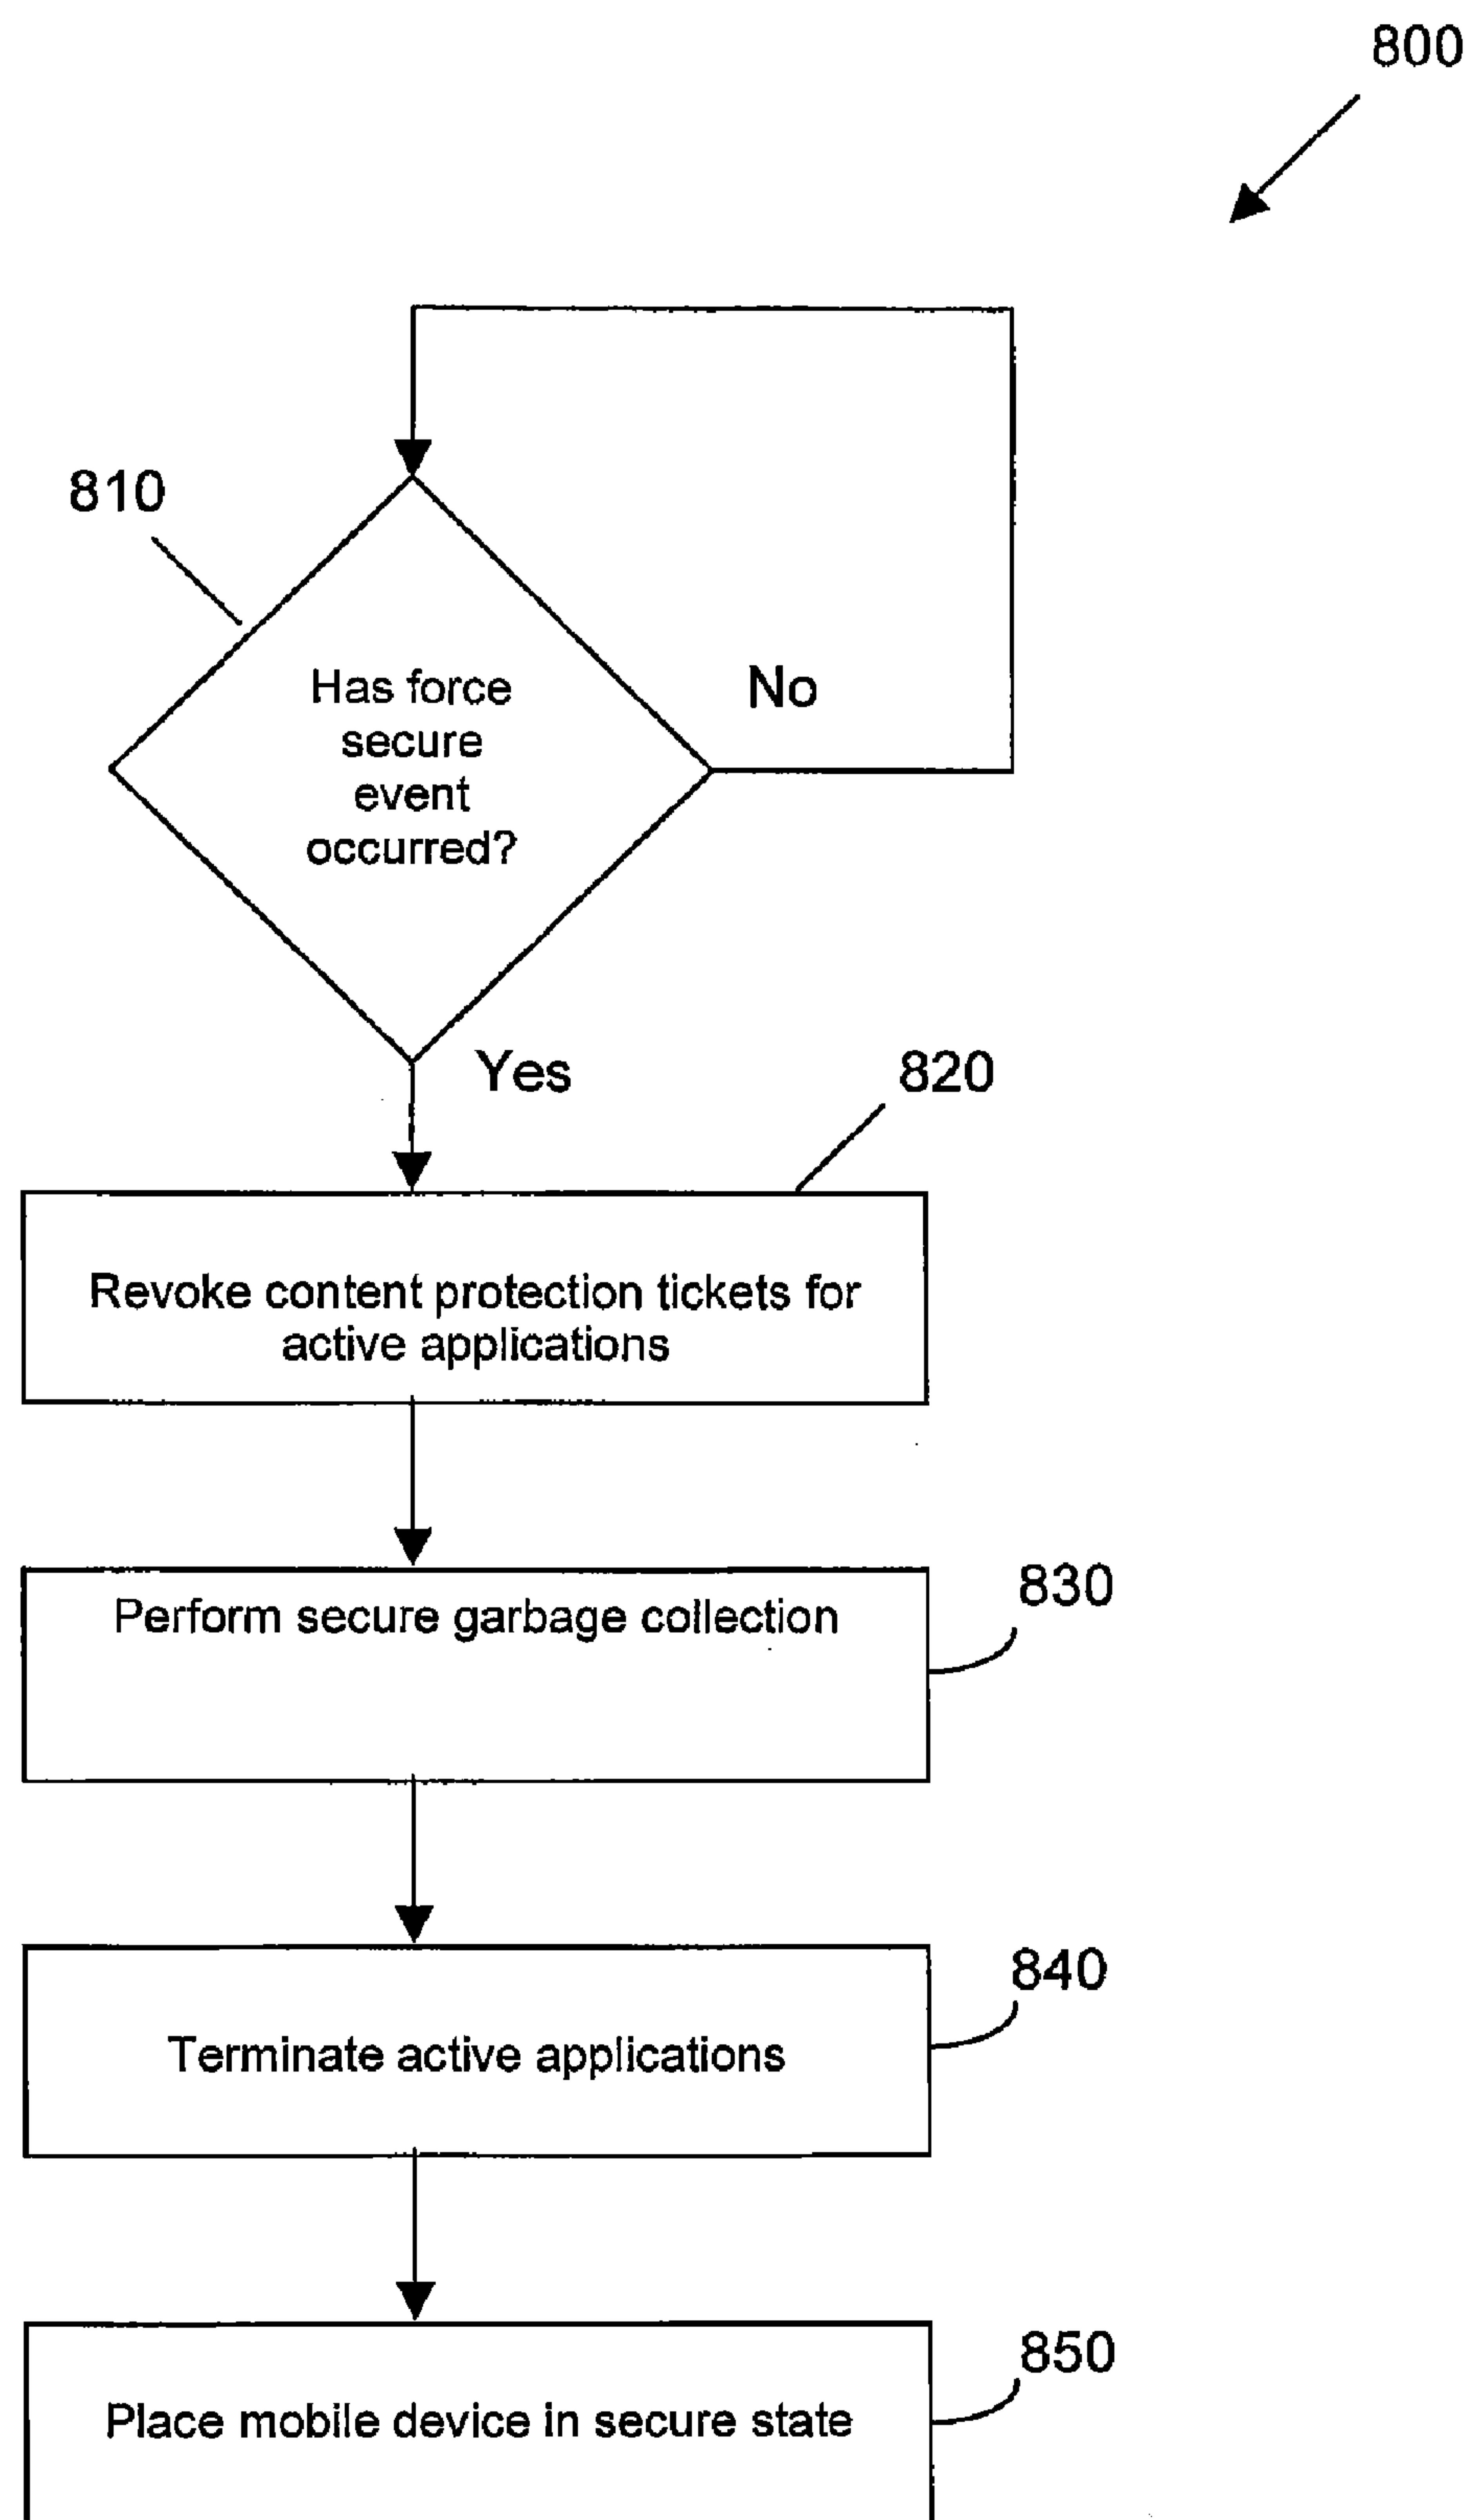 800
810
Has force
secure
event
occurred?
No
Yes
820
Revoke content protection tickets for
active applications
830
Perform secure garbage collection
840
Terminate active applications
850
Place mobile device in secure state